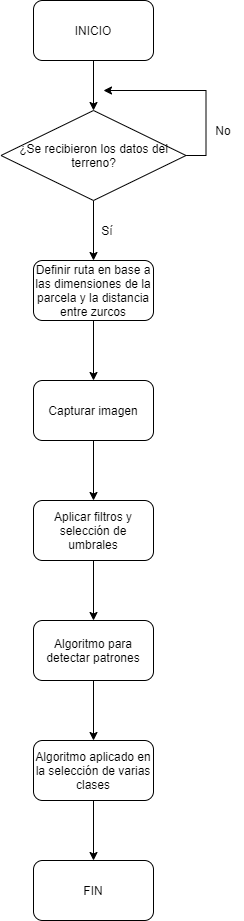 INICIO
¿Se recibieron los datos del
terreno?
No
Sí
Definir ruta en base a
las dimensiones de la
parcela y la distancia
entre zurcos
Capturar imagen
Aplicar filtros y
selección de
umbrales
Algoritmo para
detectar patrones
Algoritmo aplicado en
la selección de varias
clases
FIN